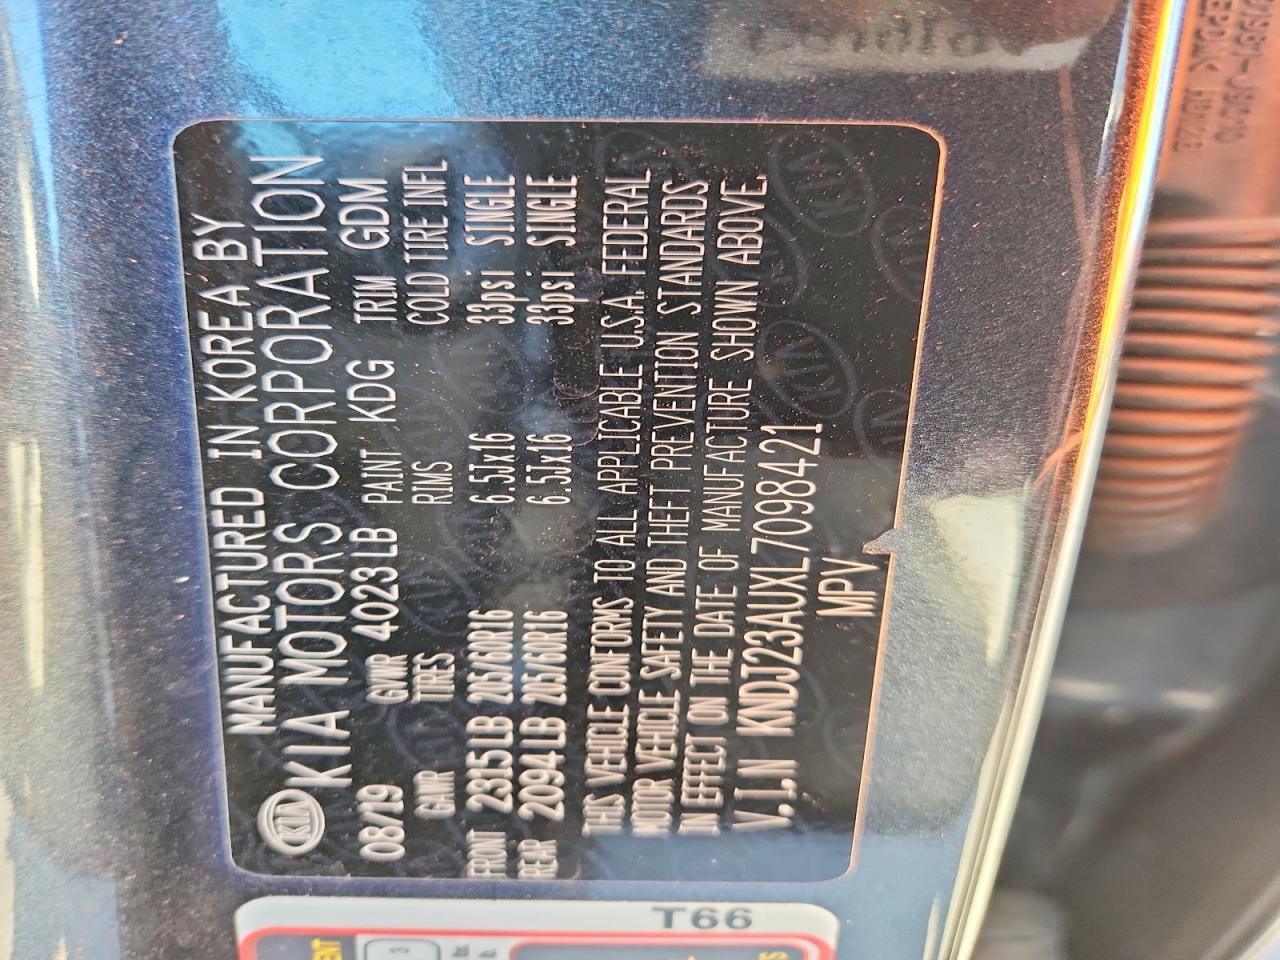 MANUFACTURED IN KOREA BY
KIA KIA MOTORS CORPORATION
08/19 GVWR 4023LB PAINT KDG TRIM GDM
GAWR TIRES RIMS COLD TIRE INFL
FRONT 2315LB 205/60R16 6.5Jx16 33psi SINGLE
REAR 2094LB 205/60R16 6.5Jx16 33psi SINGLE
THIS VEHICLE CONFORMS TO ALL APPLICABLE U.S.A. FEDERAL
MOTOR VEHICLE SAFETY AND THEFT PREVENTION STANDARDS
IN EFFECT ON THE DATE OF MANUFACTURE SHOWN ABOVE.
V.I.N KNDJ23AUXL7098421
MPV
T66